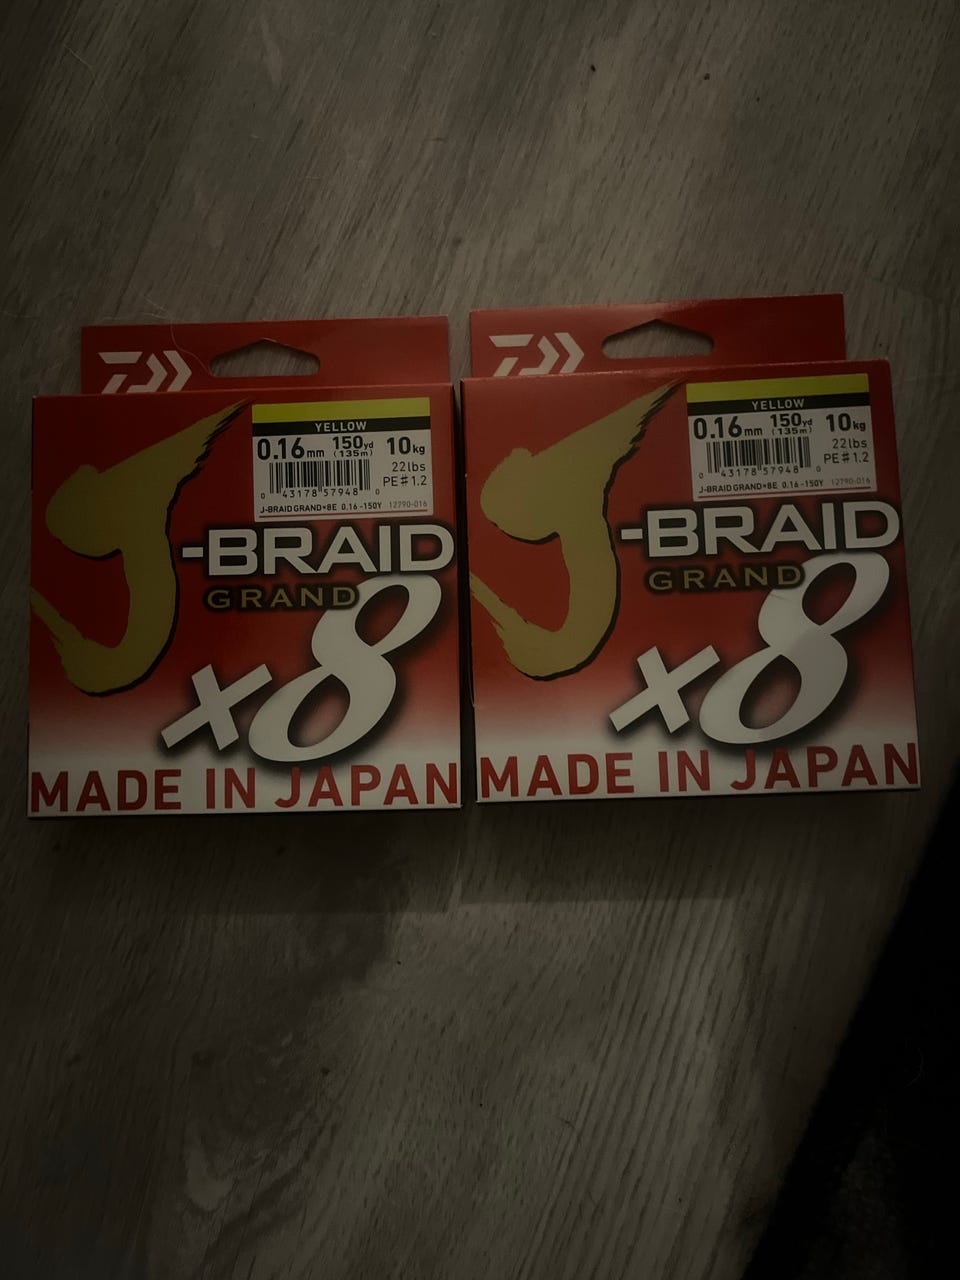 YELLOW
0.16mm 150yd (135m) 10kg
22lbs
PE#1.2
0 43178 57948 0
J-BRAID GRAND×8E 0.16-150Y 12790-016
J-BRAID
GRAND
x8
MADE IN JAPAN
YELLOW
0.16mm 150yd (135m) 10kg
22lbs
PE#1.2
0 43178 57948 0
J-BRAID GRAND×8E 0.16-150Y 12790-016
J-BRAID
GRAND
x8
MADE IN JAPAN